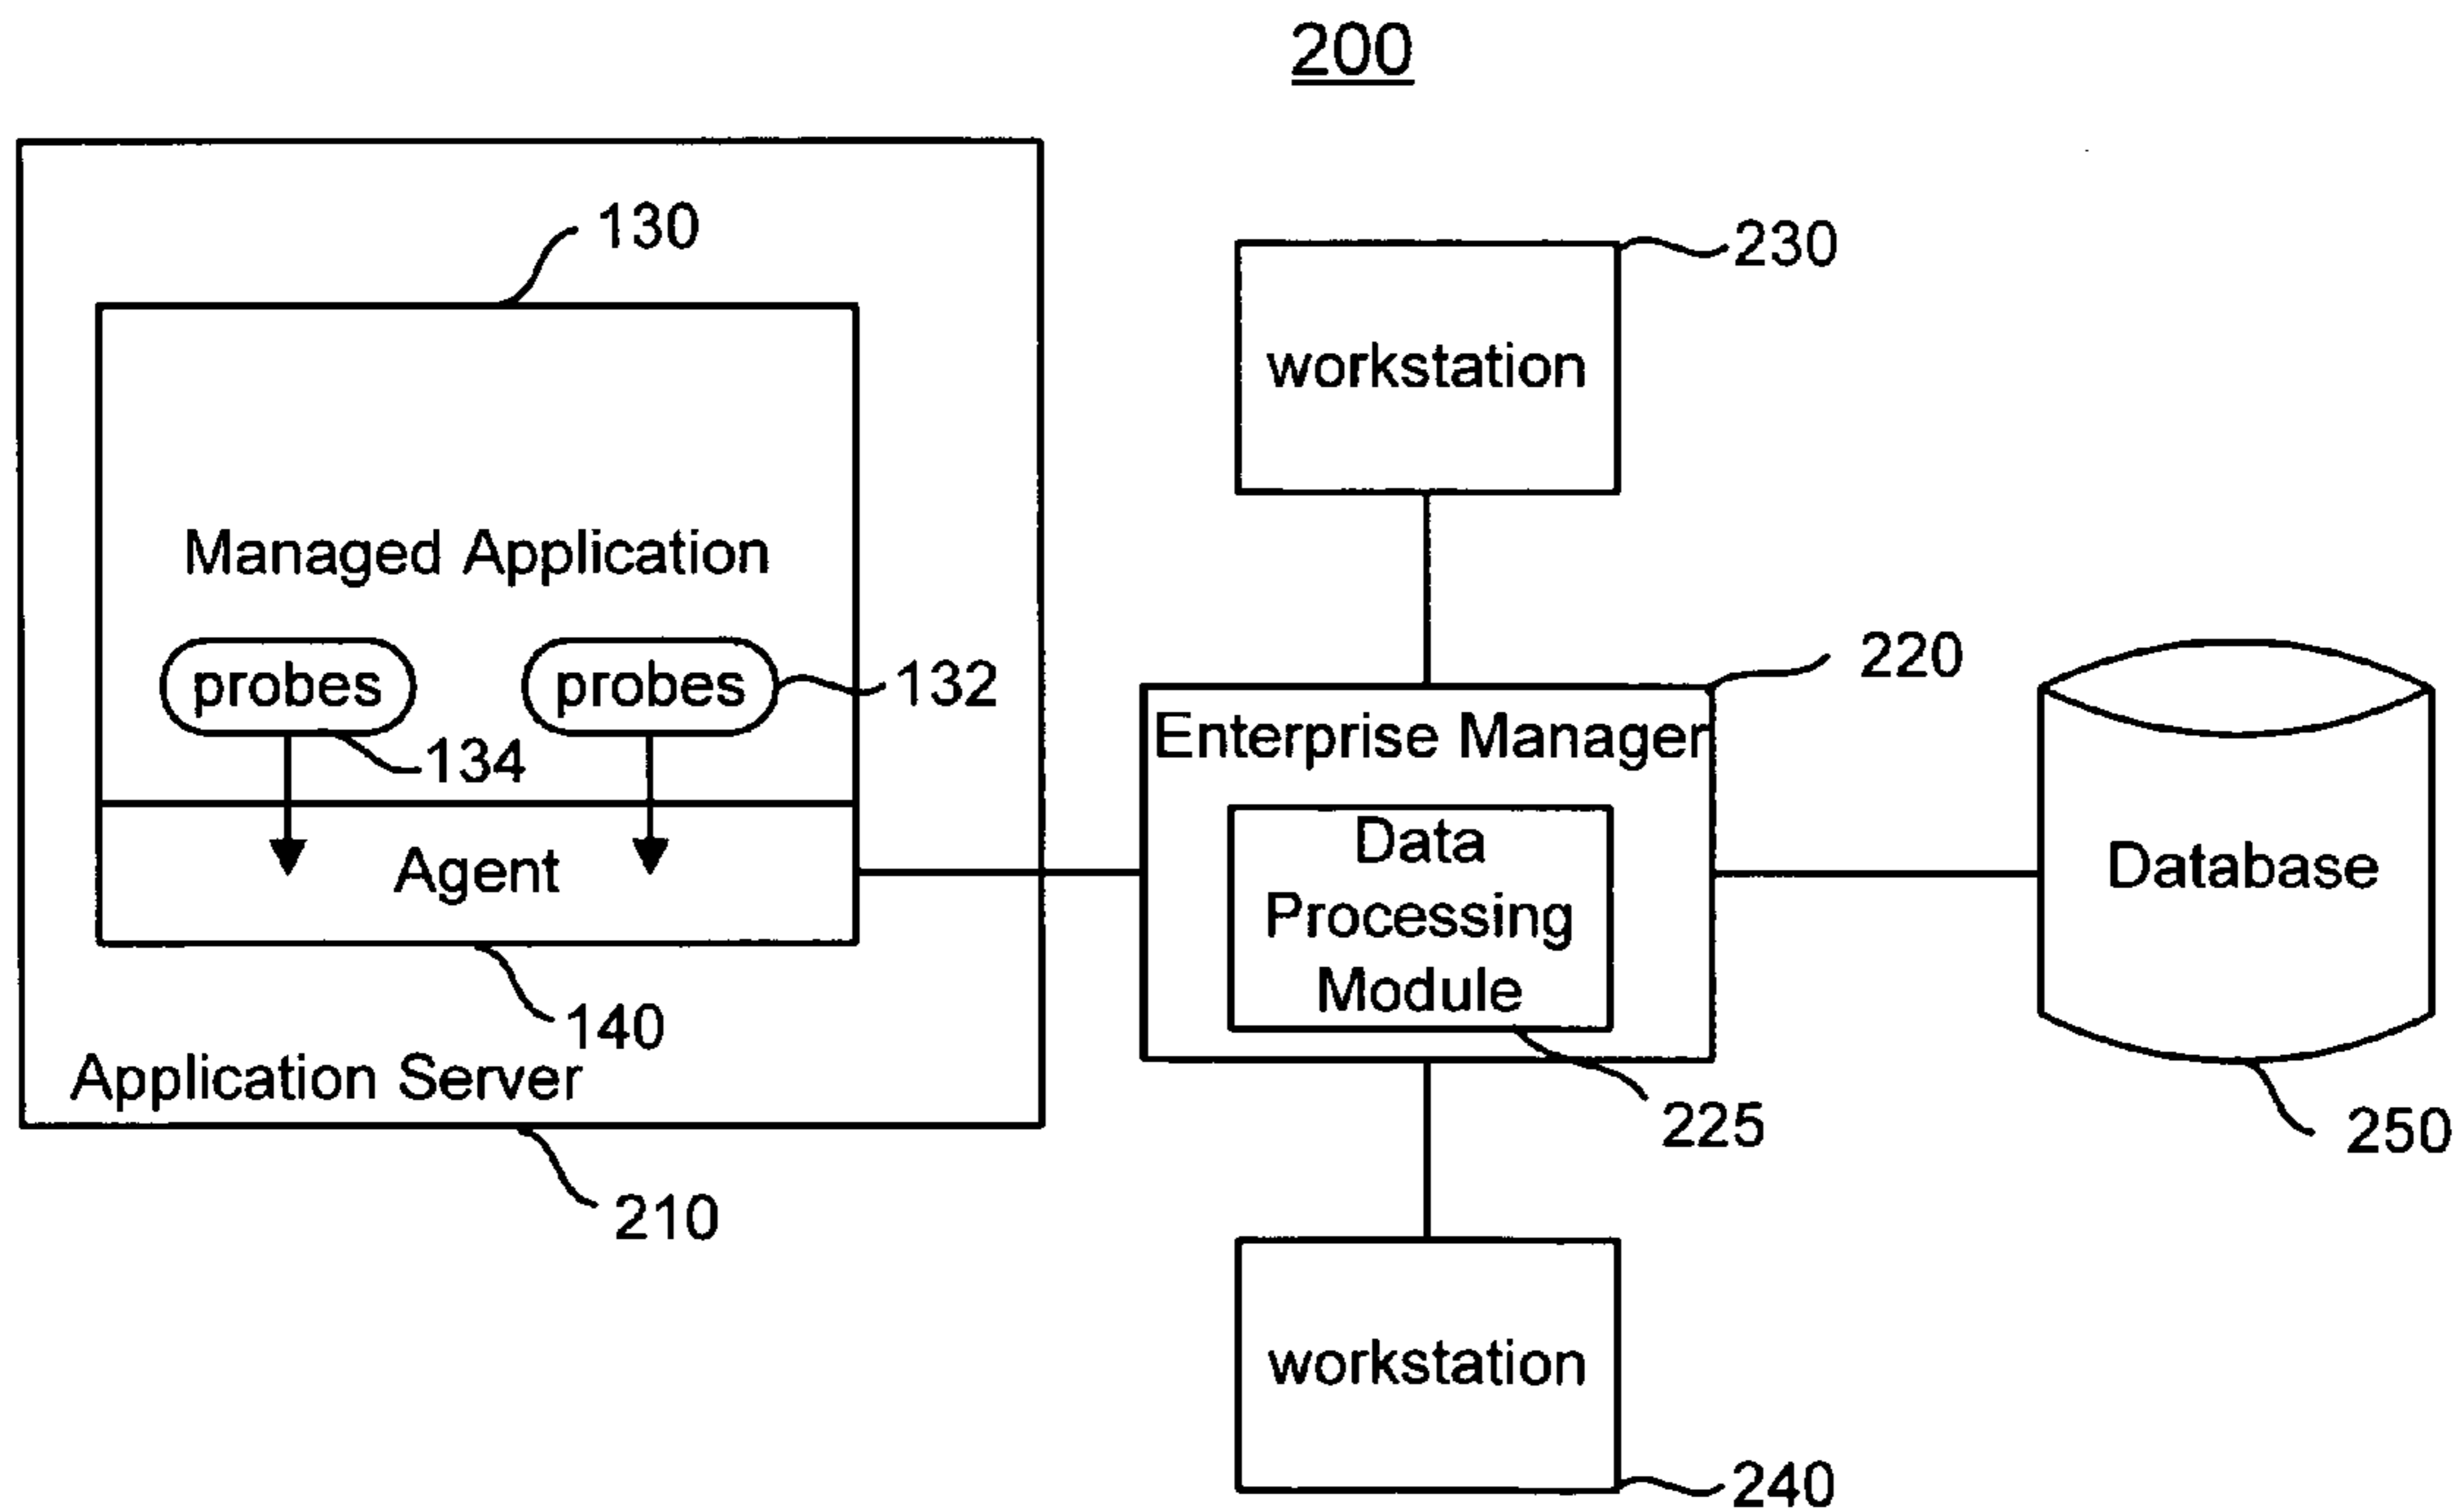 200
130
230
workstation
Managed Application
220
probes
probes
132
134
Enterprise Manager
Data
Processing
Module
Agent
Database
140
Application Server
225
250
210
workstation
240